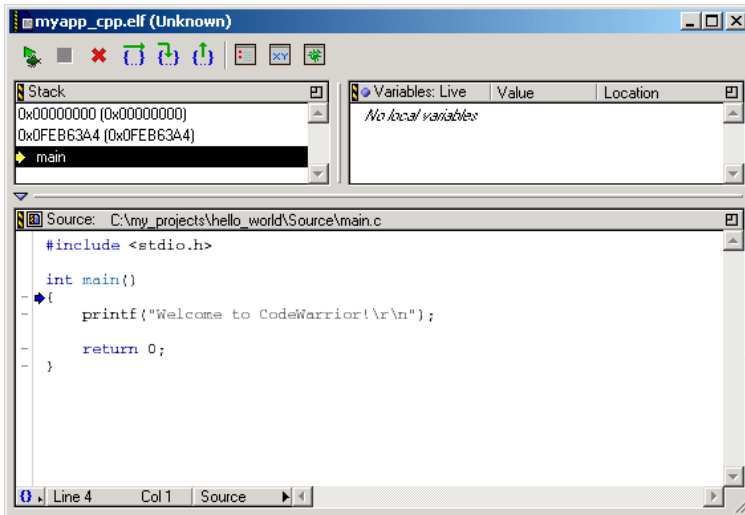 myapp_cpp.elf (Unknown)
XY
Stack
0x00000000 (0x00000000)
0x0FEB63A4 (0x0FEB63A4)
main
Variables: Live Value Location
No local variables
Source: C:\my_projects\hello_world\Source\main.c
#include <stdio.h>
int main()
{
printf("Welcome to CodeWarrior!\r\n");
return 0;
}
Line 4 Col 1 Source